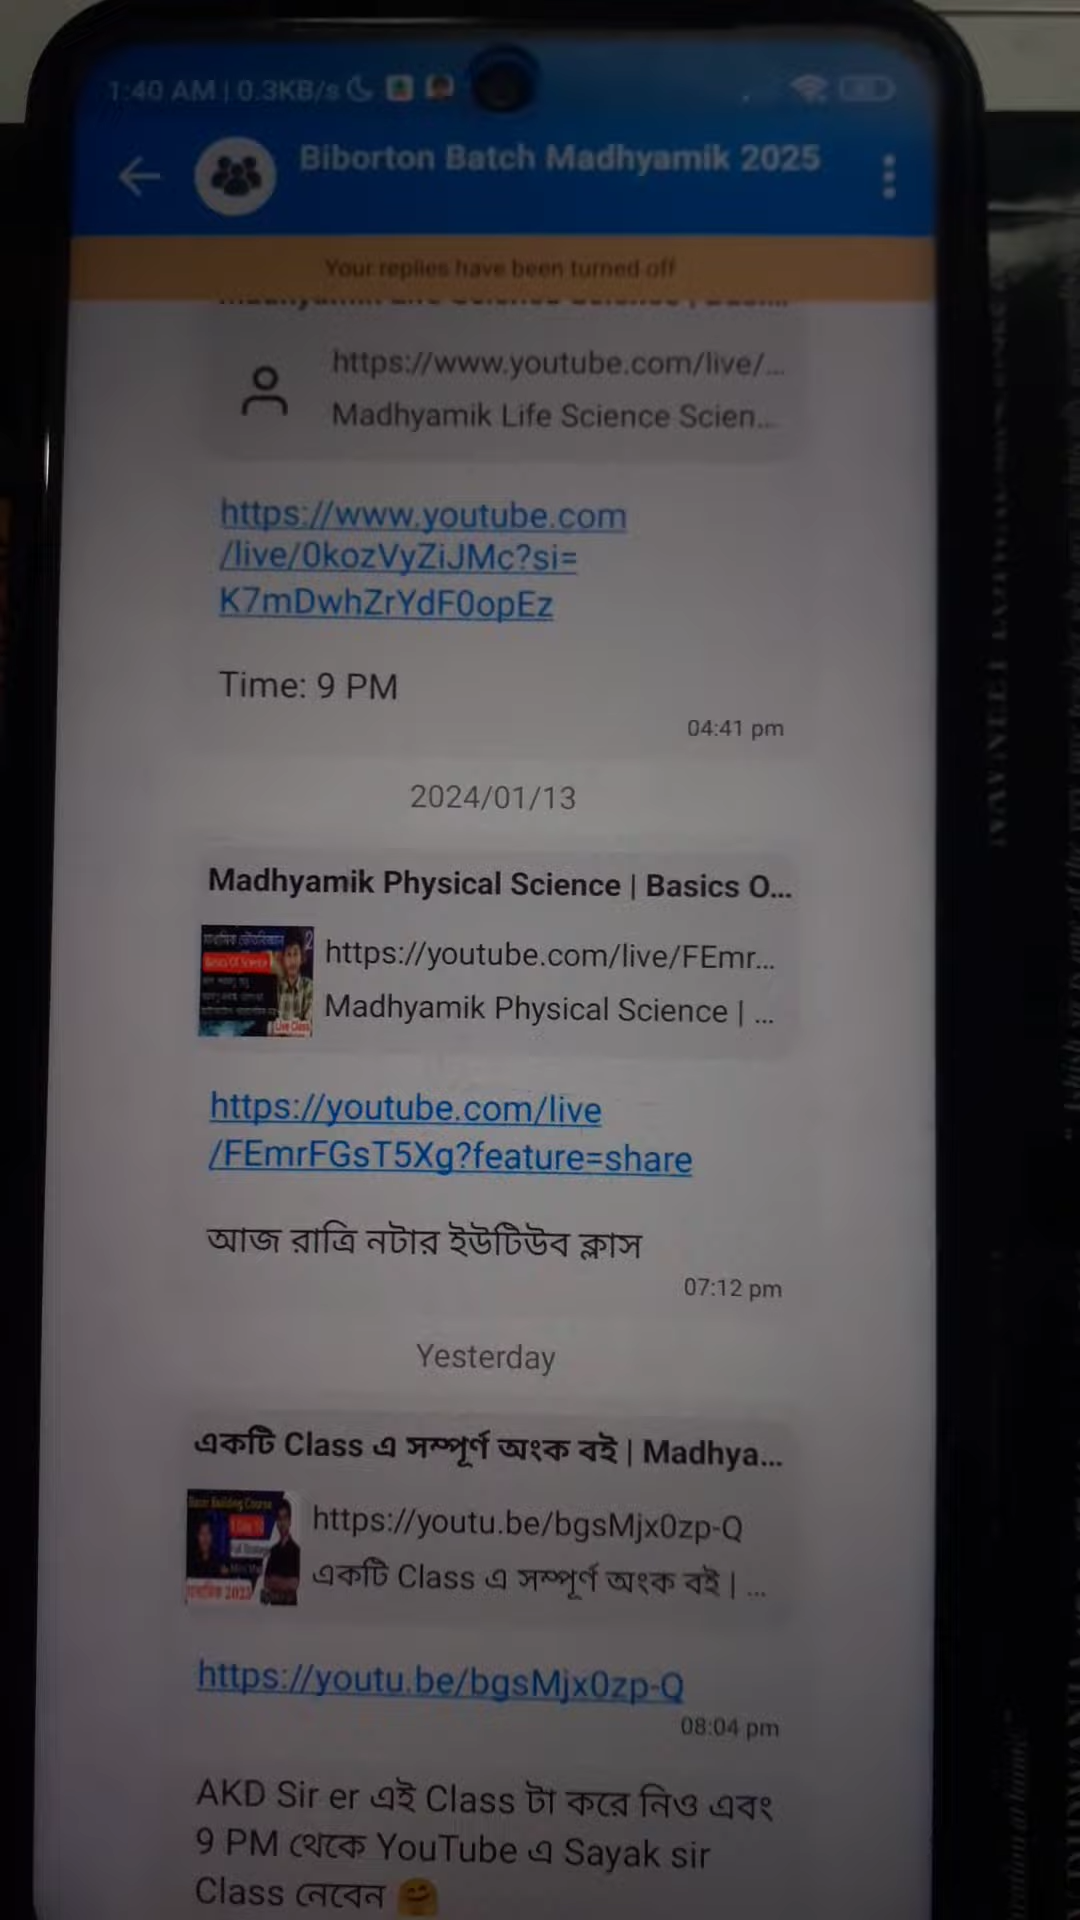 1:40 AM | 0.3KB/s
Biborton Batch Madhyamik 2025
Your replies have been turned off
https://www.youtube.com/live/...
Madhyamik Life Science Scien...
https://www.youtube.com
/live/0kozVyZiJMc?si=
K7mDwhZrYdF0opEz
Time: 9 PM
04:41 pm
2024/01/13
Madhyamik Physical Science | Basics O...
https://youtube.com/live/FEmr...
Madhyamik Physical Science | ...
https://youtube.com/live
/FEmrFGsT5Xg?feature=share
আজ রাত্রি নটার ইউটিউব ক্লাস
07:12 pm
Yesterday
একটি Class এ সম্পূর্ণ অংক বই | Madhya...
https://youtu.be/bgsMjx0zp-Q
একটি Class এ সম্পূর্ণ অংক বই | ...
https://youtu.be/bgsMjx0zp-Q
08:04 pm
AKD Sir er এই Class টা করে নিও এবং
9 PM থেকে YouTube এ Sayak sir
Class নেবেন 🤗